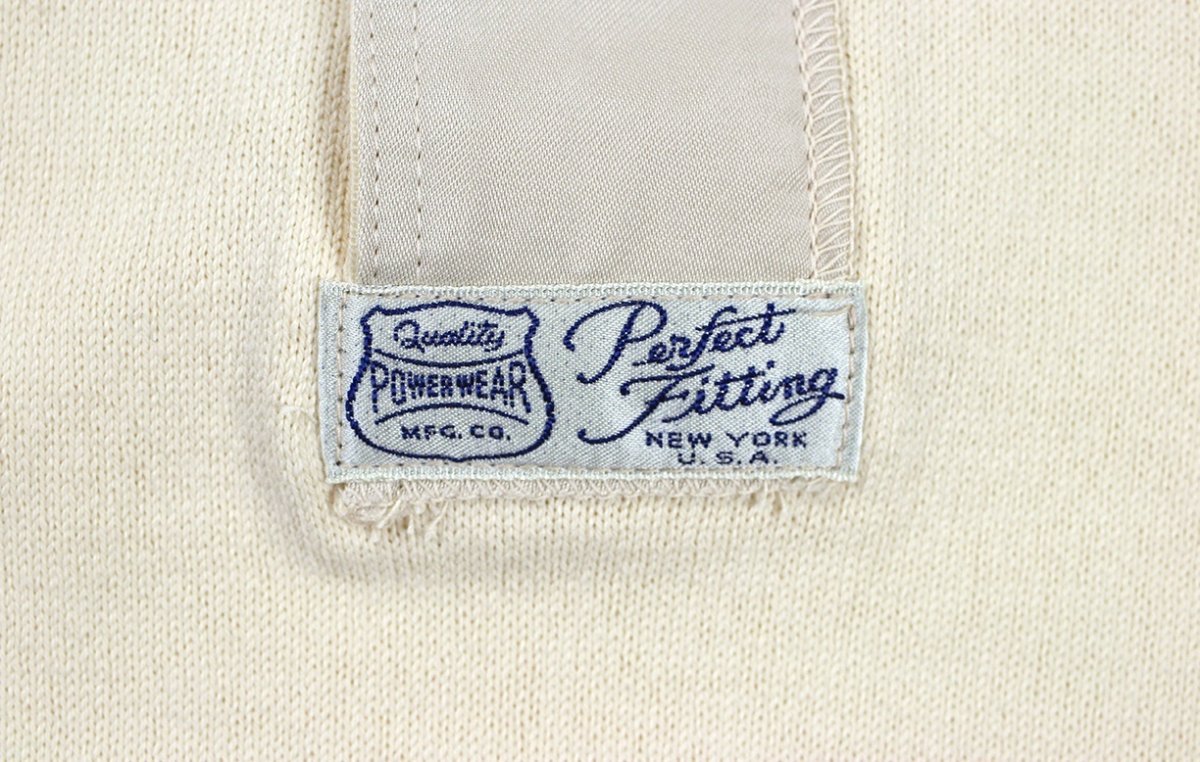 Quality
POWERWEAR
MFG. CO.
Perfect
Fitting
NEW YORK
U. S. A.